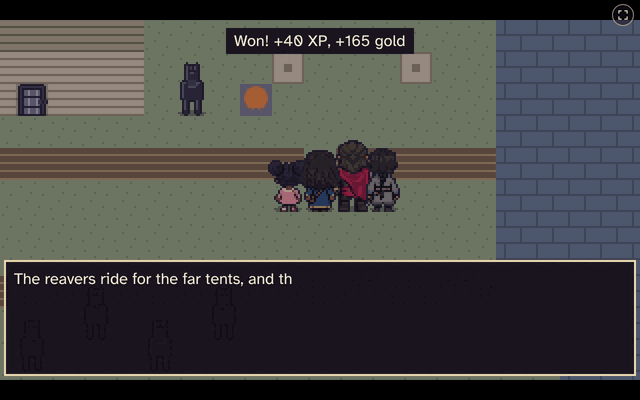 Won! +40 XP, +165 gold
The reavers ride for the far tents, and th